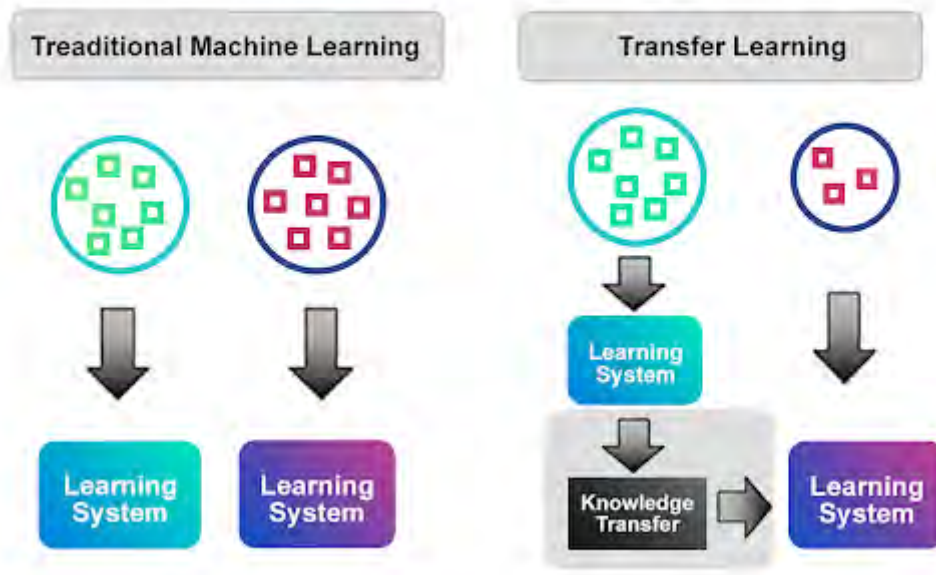 Treaditional Machine Learning
Transfer Learning
Learning
System
Learning
System
Learning
System
Knowledge
Transfer
Learning
System